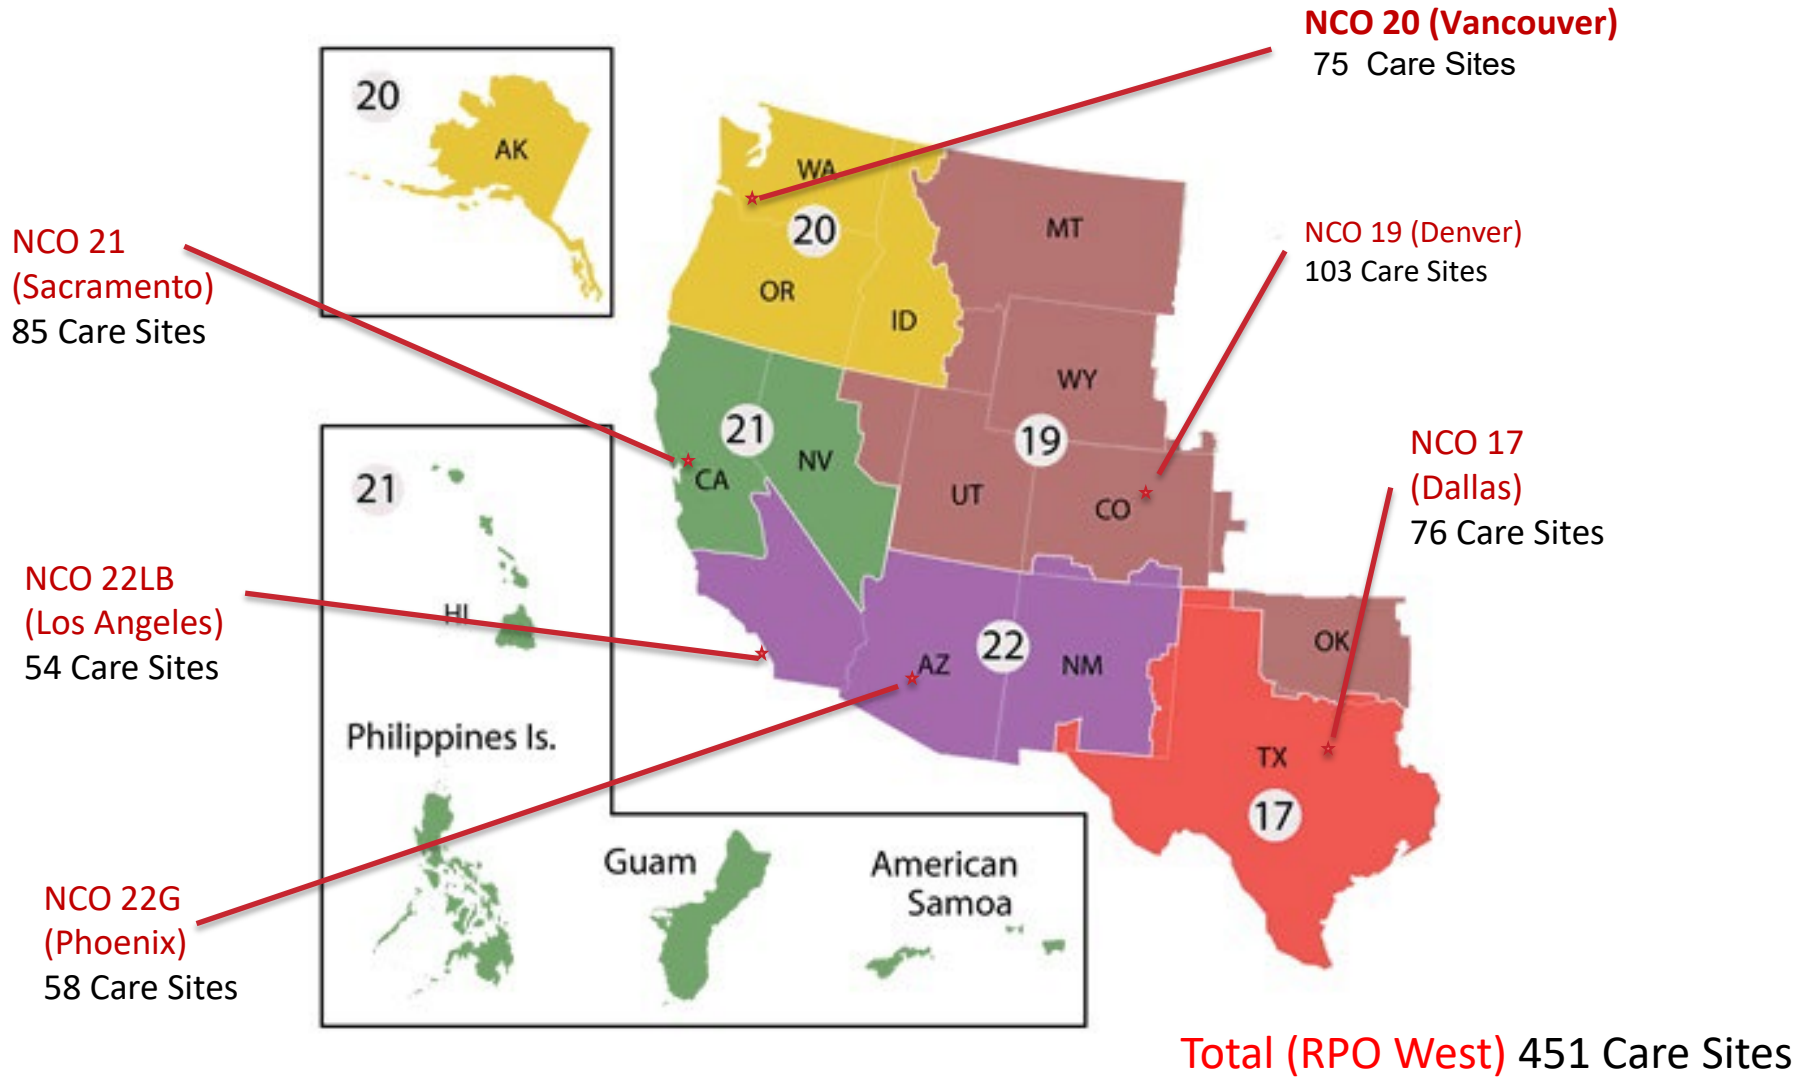 NCO 20 (Vancouver)
75 Care Sites
20
AK
WA
20
MT
OR
ID
NCO 21
(Sacramento)
85 Care Sites
NCO 19 (Denver)
103 Care Sites
WY
21
19
CA
NV
UT
CO
NCO 17
(Dallas)
76 Care Sites
21
HI
NCO 22LB
(Los Angeles)
54 Care Sites
22
AZ
NM
OK
TX
17
Philippines Is.
Guam
American
Samoa
NCO 22G
(Phoenix)
58 Care Sites
Total (RPO West) 451 Care Sites